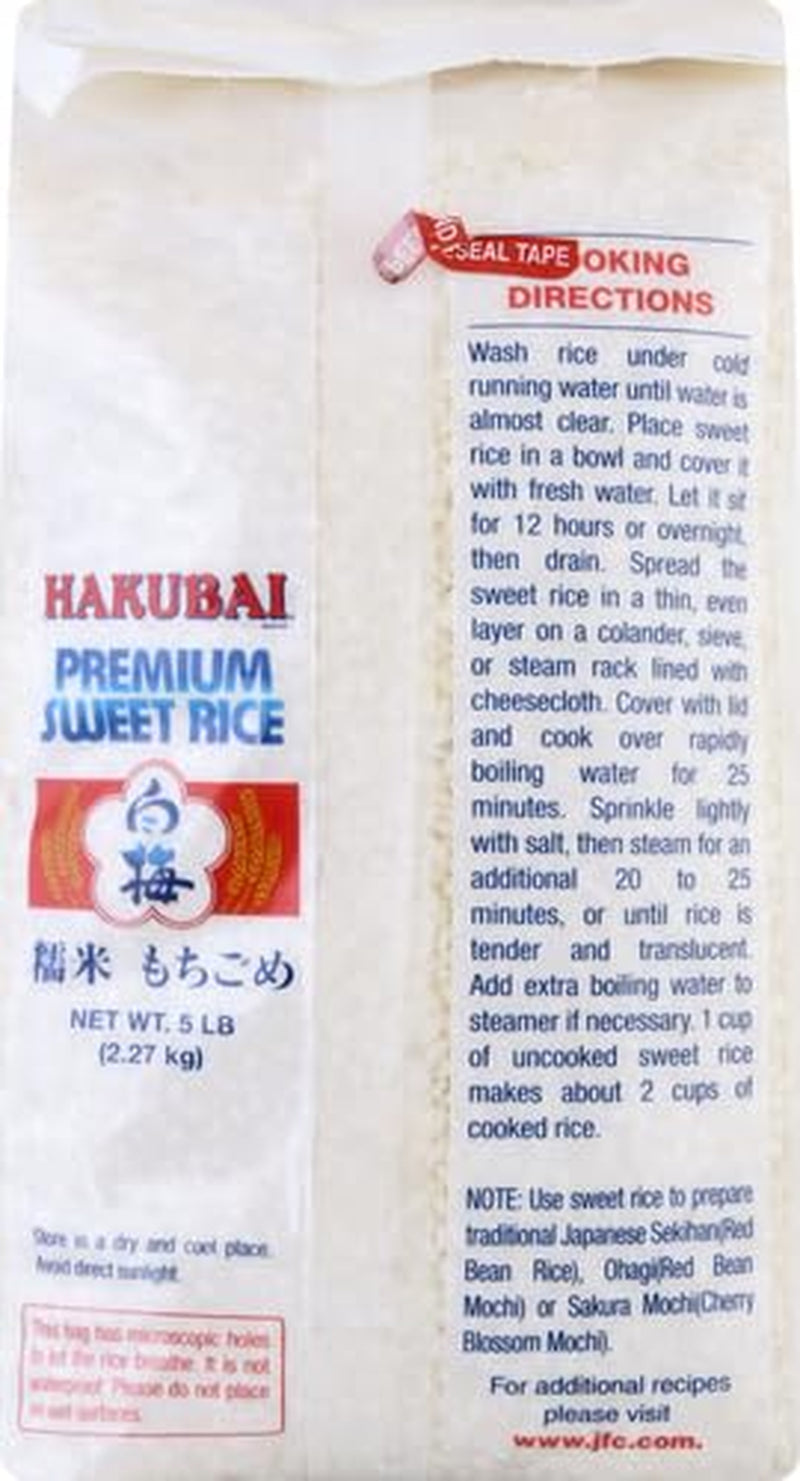 HAKUBAI
PREMIUM
SWEET RICE
白
梅
糯米 もちごめ
NET WT. 5 LB
(2.27 kg)
Store in a dry and cool place.
Avoid direct sunlight.
This bag has microscopic holes
to let the rice breathe. It is not
waterproof. Please do not place
on wet surfaces.
RESEAL TAPE
OKING
DIRECTIONS
Wash rice under cold
running water until water is
almost clear. Place sweet
rice in a bowl and cover it
with fresh water. Let it sit
for 12 hours or overnight,
then drain. Spread the
sweet rice in a thin, even
layer on a colander, sieve,
or steam rack lined with
cheesecloth. Cover with lid
and cook over rapidly
boiling water for 25
minutes. Sprinkle lightly
with salt, then steam for an
additional 20 to 25
minutes, or until rice is
tender and translucent.
Add extra boiling water to
steamer if necessary. 1 cup
of uncooked sweet rice
makes about 2 cups of
cooked rice.
NOTE: Use sweet rice to prepare
traditional Japanese Sekihan(Red
Bean Rice), Ohagi(Red Bean
Mochi) or Sakura Mochi(Cherry
Blossom Mochi).
For additional recipes
please visit
www.jfc.com.